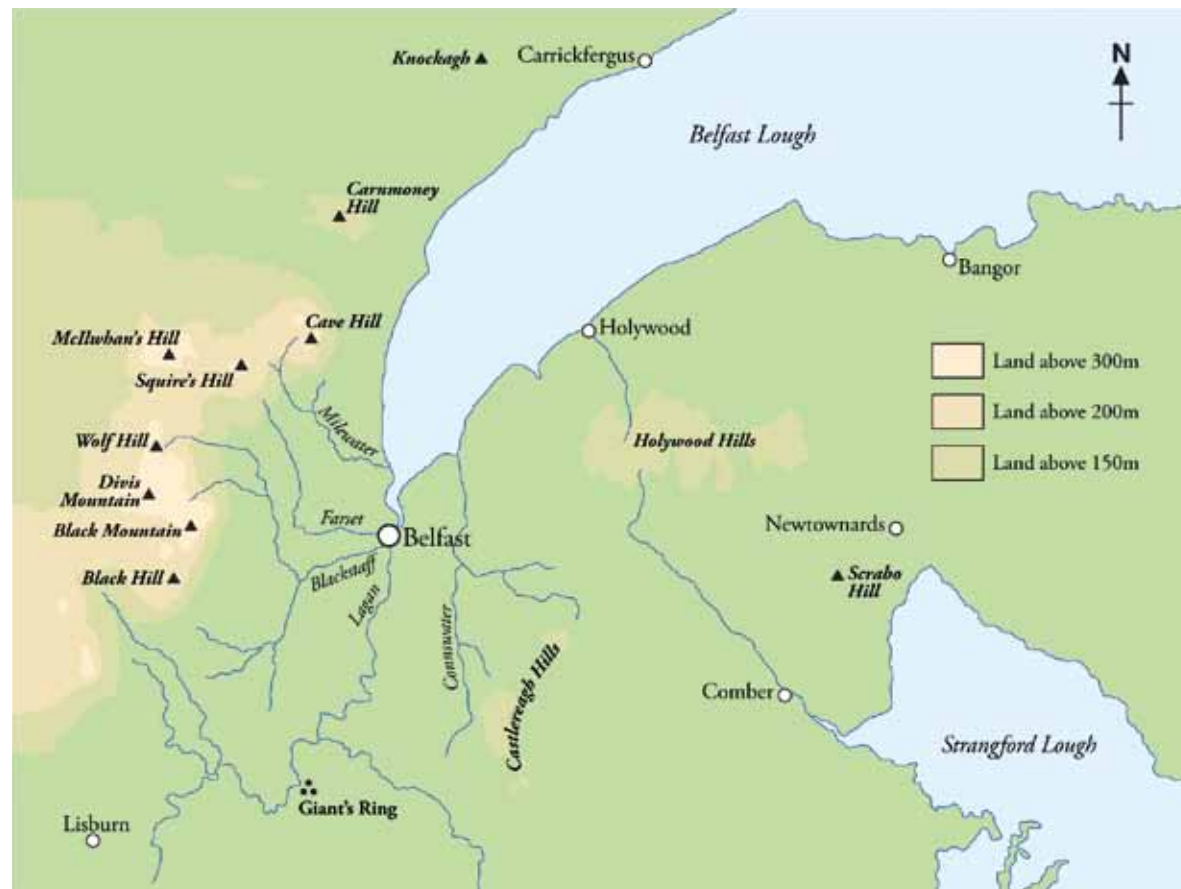 Knockagh
Carrickfergus
N
Belfast Lough
Carnmoney
Hill
Bangor
Cave Hill
Holywood
McIlwhan's Hill
Squire's Hill
Land above 300m
Land above 200m
Land above 150m
Milewater
Wolf Hill
Holywood Hills
Divis
Mountain
Black Mountain
Farset
Belfast
Newtownards
Blackstaff
Black Hill
Scrabo
Hill
Lagan
Connswater
Castlereagh Hills
Comber
Strangford Lough
Giant's Ring
Lisburn